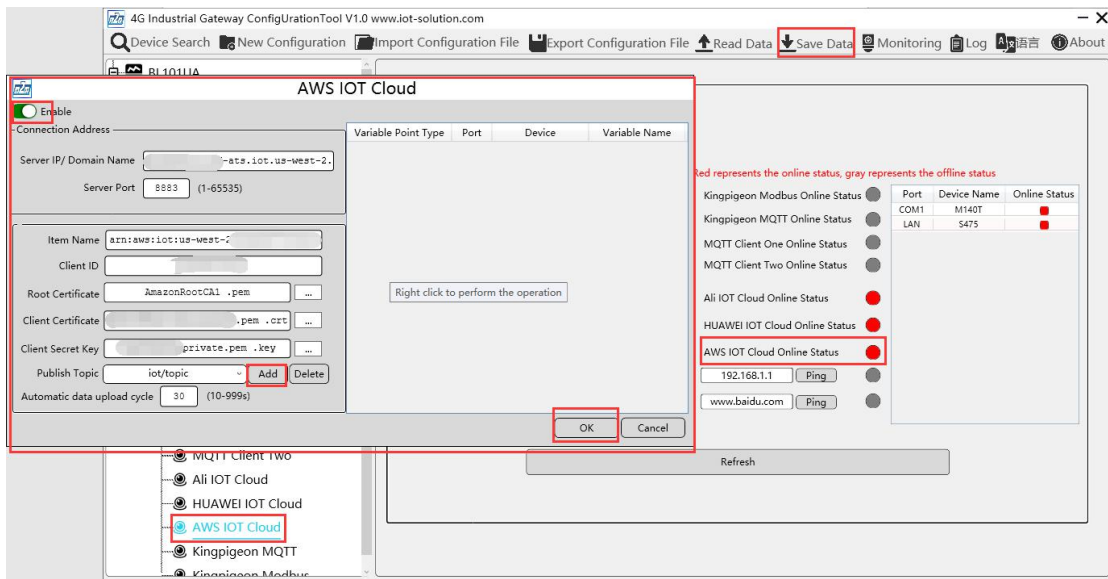 4G Industrial Gateway ConfigUrationTool V1.0 www.iot-solution.com
Device Search New Configuration Import Configuration File Export Configuration File Read Data Save Data Monitoring Log 语言 About
BL101UA
AWS IOT Cloud
Enable
Connection Address
Server IP/ Domain Name -ats.iot.us-west-2.
Server Port 8883 (1-65535)
Item Name arn:aws:iot:us-west-2
Client ID
Root Certificate AmazonRootCA1 .pem ...
Client Certificate .pem .crt ...
Client Secret Key private.pem .key ...
Publish Topic iot/topic Add Delete
Automatic data upload cycle 30 (10-999s)
Variable Point Type Port Device Variable Name
Right click to perform the operation
OK Cancel
Red represents the online status, gray represents the offline status
Kingpigeon Modbus Online Status
Kingpigeon MQTT Online Status
MQTT Client One Online Status
MQTT Client Two Online Status
Ali IOT Cloud Online Status
HUAWEI IOT Cloud Online Status
AWS IOT Cloud Online Status
192.168.1.1 Ping
www.baidu.com Ping
Port Device Name Online Status
COM1 M140T
LAN S475
Refresh
MQTT Client Two
Ali IOT Cloud
HUAWEI IOT Cloud
AWS IOT Cloud
Kingpigeon MQTT
Kingpigeon Modbus